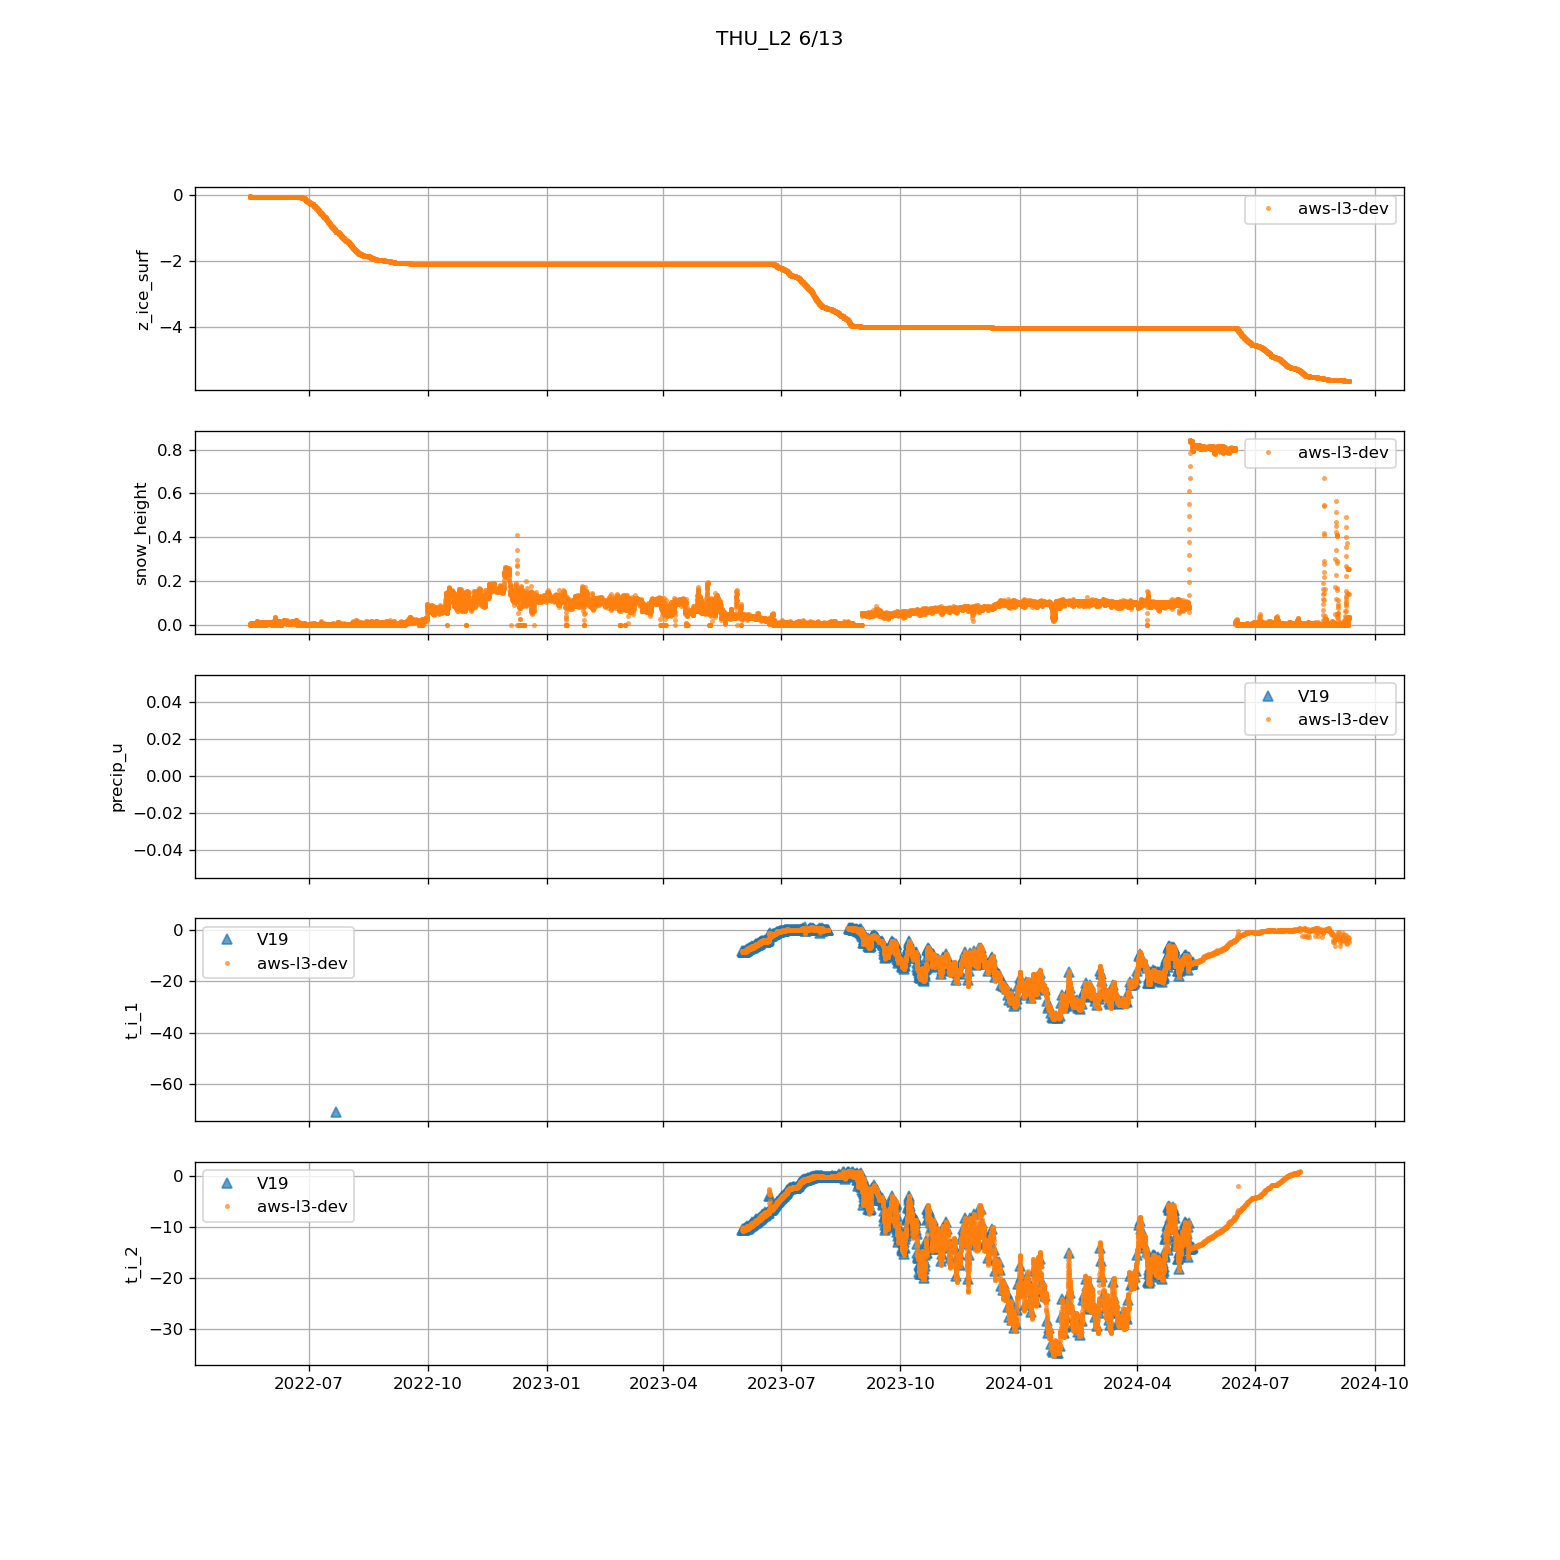 THU_L2 6/13
0
−2
−4
z_ice_surf
aws-l3-dev
0.8
0.6
0.4
0.2
0.0
snow_height
aws-l3-dev
0.04
0.02
0.00
−0.02
−0.04
precip_u
V19
aws-l3-dev
0
−20
−40
−60
t_i_1
V19
aws-l3-dev
0
−10
−20
−30
t_i_2
V19
aws-l3-dev
2022-07 2022-10 2023-01 2023-04 2023-07 2023-10 2024-01 2024-04 2024-07 2024-10